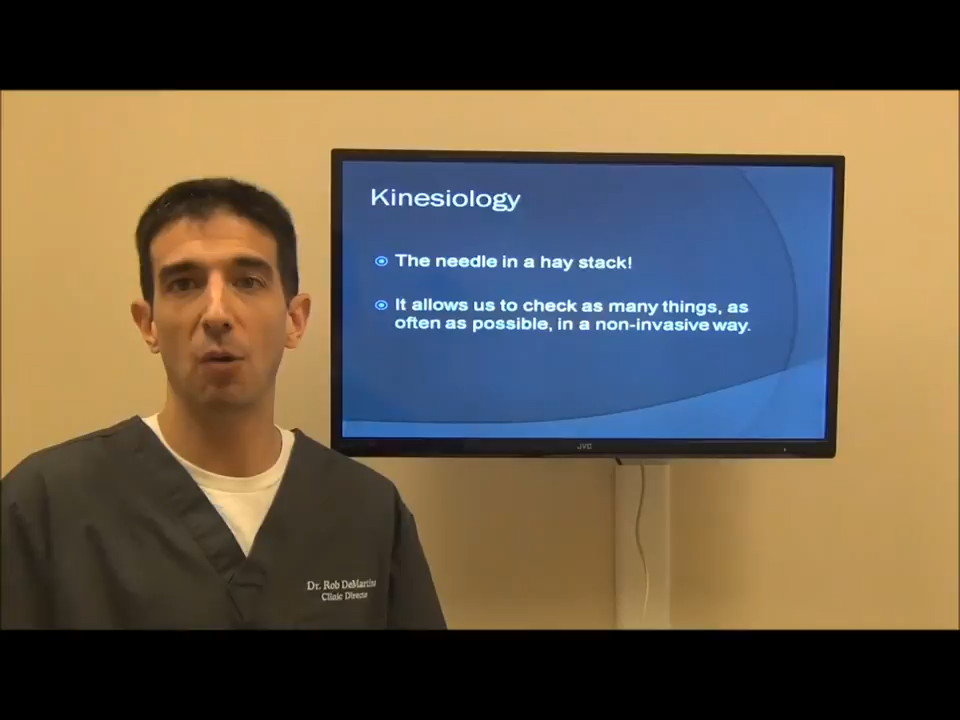 Kinesiology
The needle in a hay stack!
It allows us to check as many things, as
often as possible, in a non-invasive way.
JVC
Dr. Rob DeMartino
Clinic Director